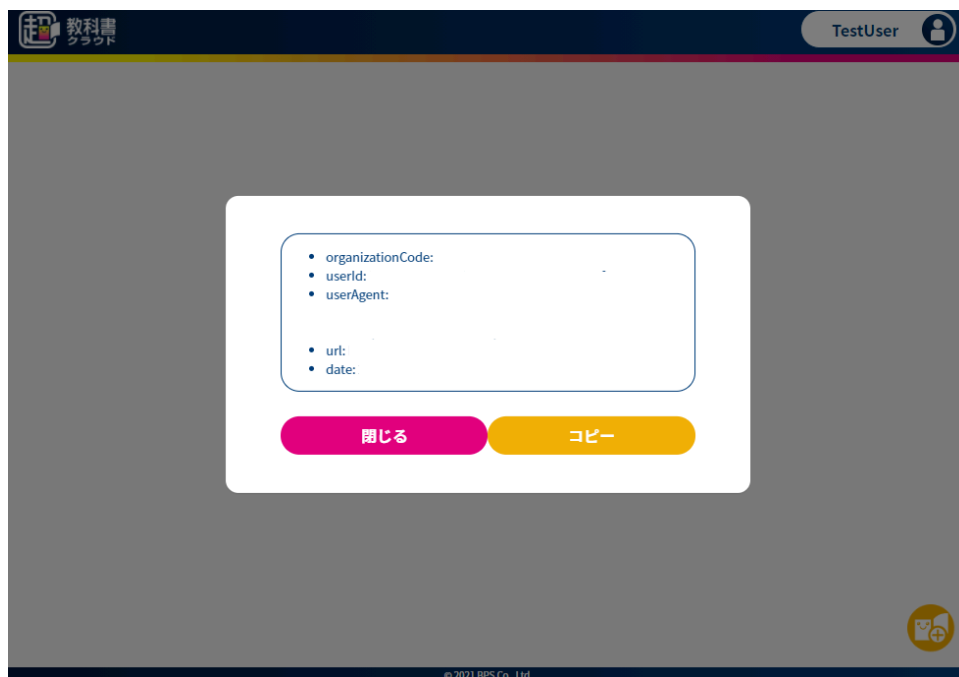 超 教科書
クラウド
TestUser
organizationCode:
userId:
userAgent:
url:
date:
閉じる
コピー
© 2021 BPS Co., Ltd.